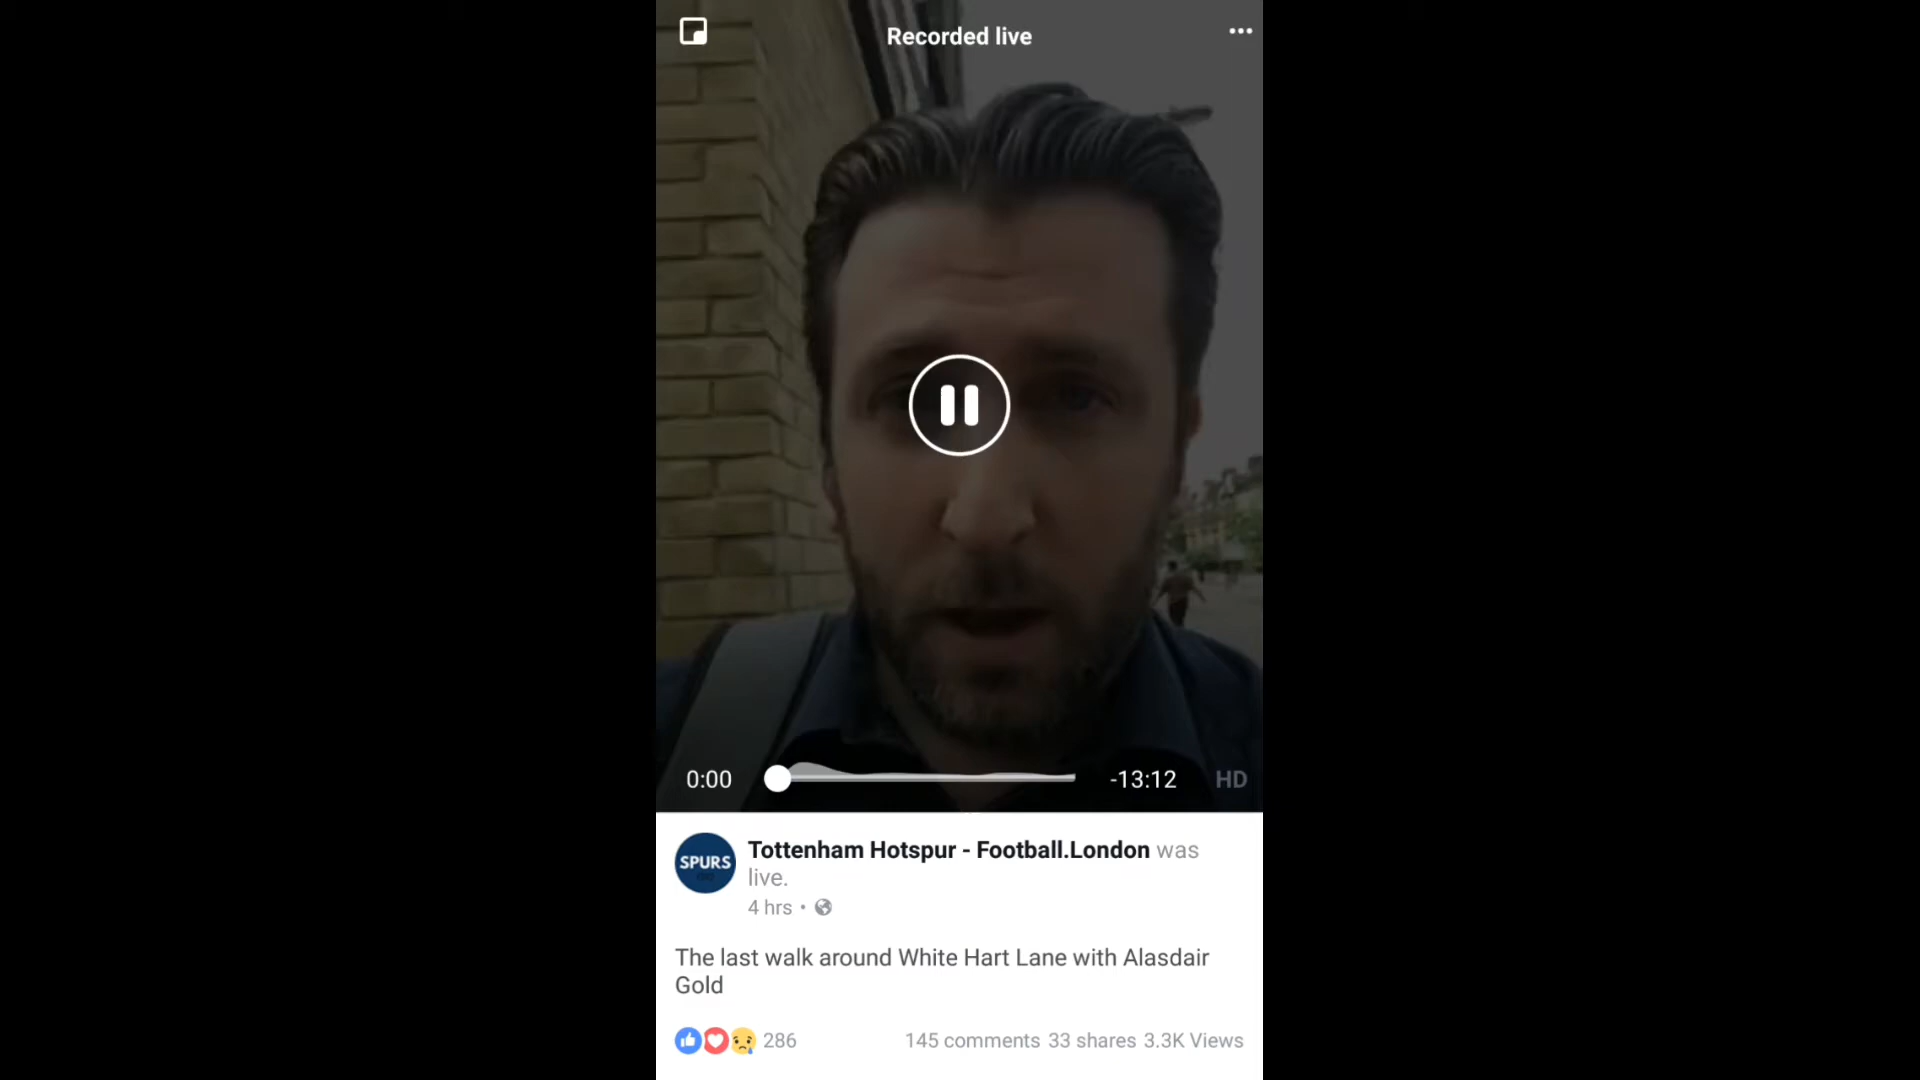 Recorded live
0:00
-13:12
HD
SPURS
Tottenham Hotspur - Football.London was
live.
4 hrs •
The last walk around White Hart Lane with Alasdair
Gold
286
145 comments 33 shares 3.3K Views